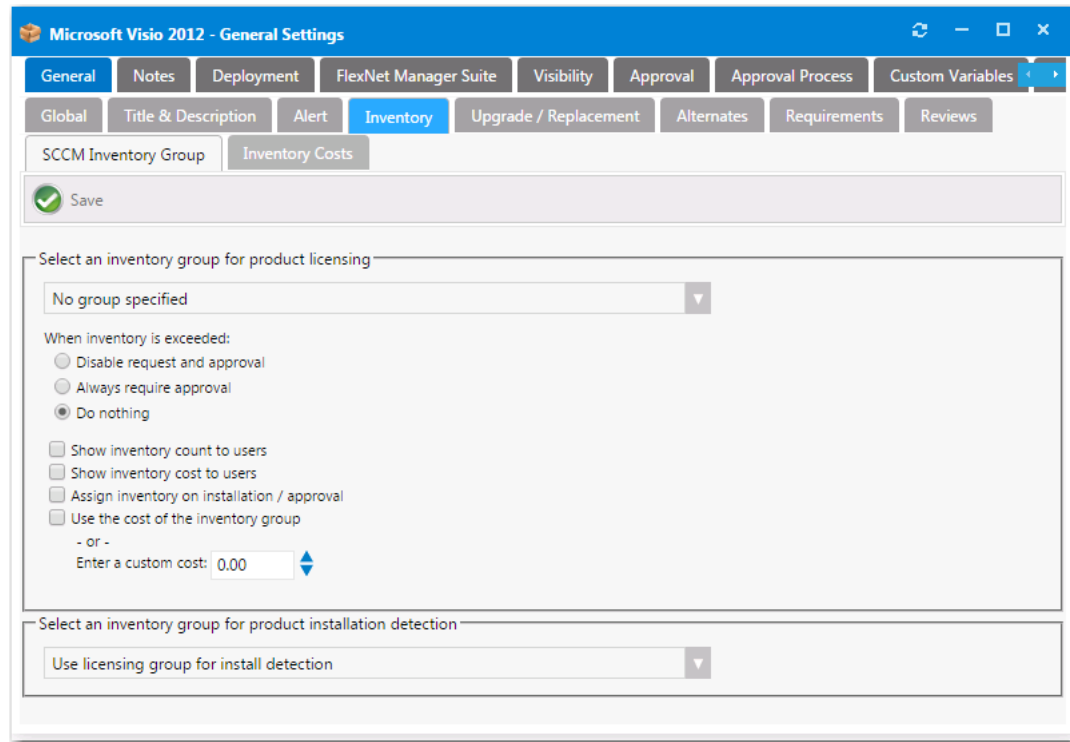 Microsoft Visio 2012 - General Settings
General Notes Deployment FlexNet Manager Suite Visibility Approval Approval Process Custom Variables
Global Title & Description Alert Inventory Upgrade / Replacement Alternates Requirements Reviews
SCCM Inventory Group Inventory Costs
Save
Select an inventory group for product licensing
No group specified
When inventory is exceeded:
Disable request and approval
Always require approval
Do nothing
Show inventory count to users
Show inventory cost to users
Assign inventory on installation / approval
Use the cost of the inventory group
- or -
Enter a custom cost: 0.00
Select an inventory group for product installation detection
Use licensing group for install detection